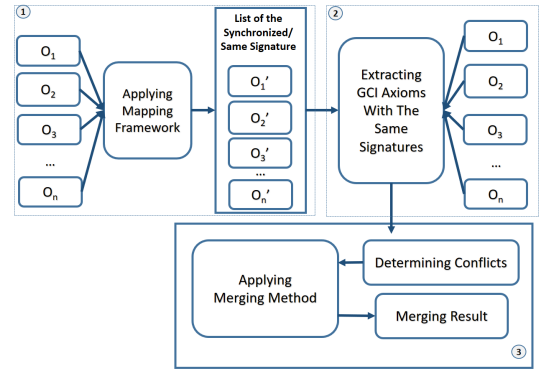 1
O1
O2
O3
...
On
Applying
Mapping
Framework
List of the
Synchronized/
Same Signature
O1'
O2'
O3'
...
On'
2
Extracting
GCI Axioms
With The
Same
Signatures
O1
O2
O3
...
On
Determining Conflicts
Applying
Merging Method
Merging Result
3